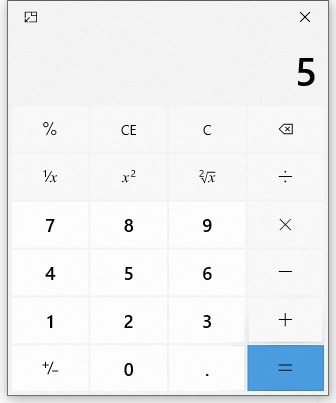 5
% CE C
¹/x x² ²√x ÷
7 8 9 ×
4 5 6 −
1 2 3 +
+/− 0 . =